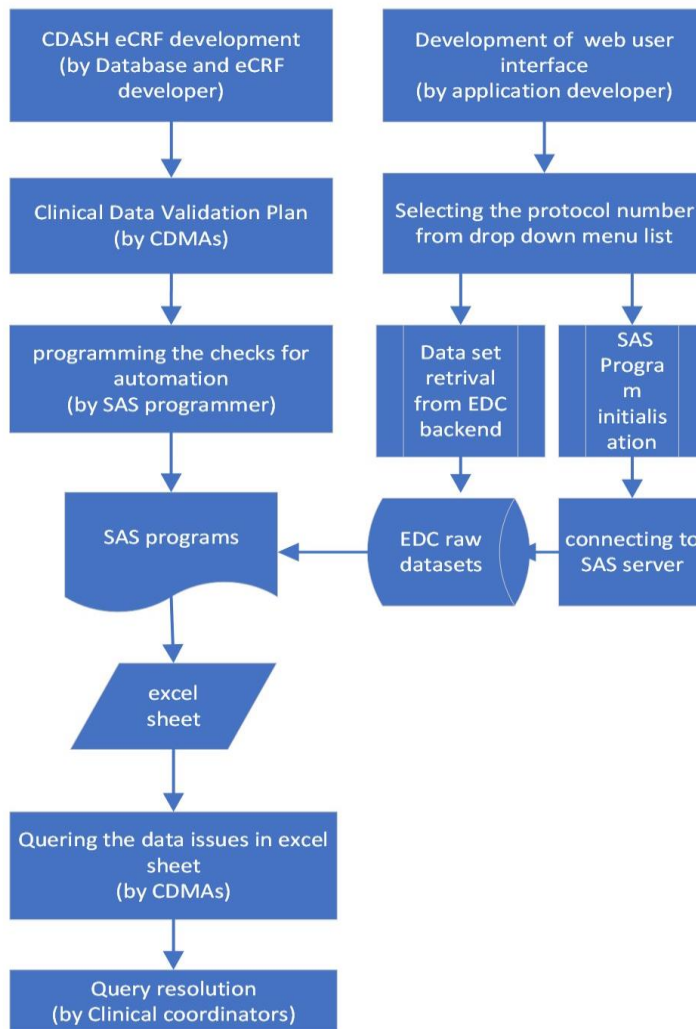 CDASH eCRF development
(by Database and eCRF
developer)
Development of web user
interface
(by application developer)
Clinical Data Validation Plan
(by CDMAs)
Selecting the protocol number
from drop down menu list
programming the checks for
automation
(by SAS programmer)
Data set
retrival
from EDC
backend
SAS
Progra
m
initialis
ation
SAS programs
EDC raw
datasets
connecting to
SAS server
excel
sheet
Quering the data issues in excel
sheet
(by CDMAs)
Query resolution
(by Clinical coordinators)